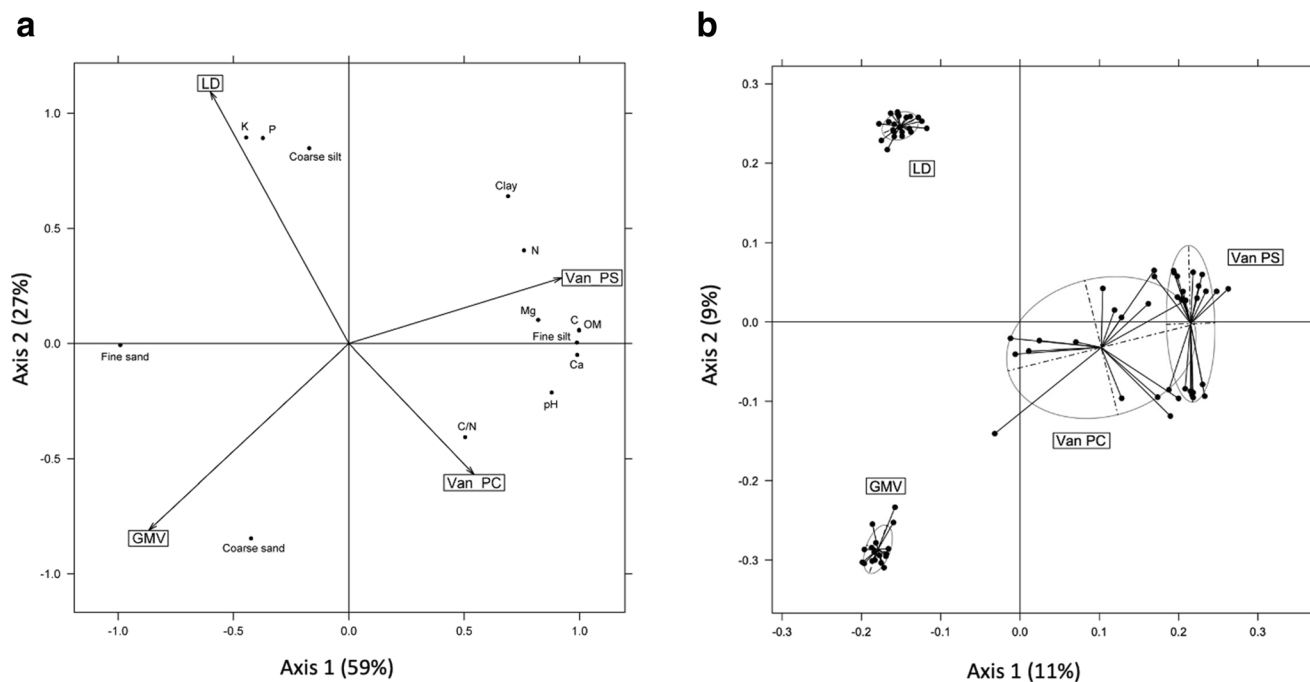 a
LD
K P
Coarse silt
Clay
N
Van PS
Mg
C
OM
Fine silt
Ca
pH
Fine sand
C/N
Van PC
GMV
Coarse sand
1.0
0.5
0.0
-0.5
-1.0
Axis 2 (27%)
-1.0 -0.5 0.0 0.5 1.0
Axis 1 (59%)
b
LD
Van PS
Van PC
GMV
0.3
0.2
0.1
0.0
-0.1
-0.2
-0.3
Axis 2 (9%)
-0.3 -0.2 -0.1 0.0 0.1 0.2 0.3
Axis 1 (11%)